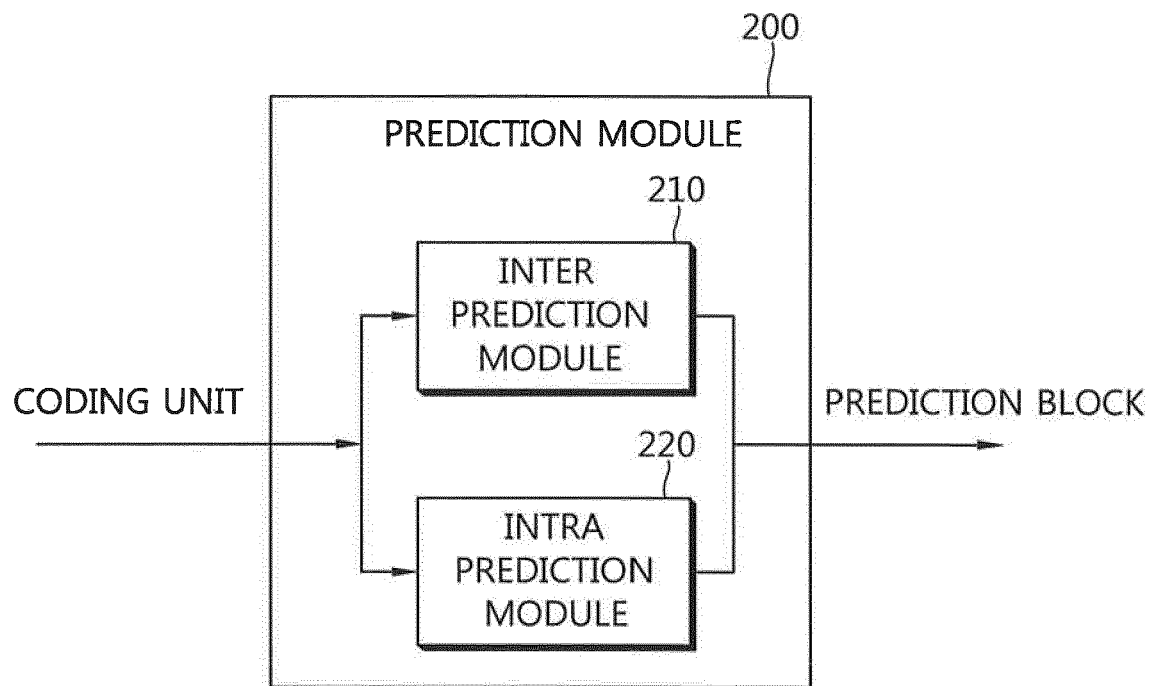 200
PREDICTION MODULE
210
INTER
PREDICTION
MODULE
CODING UNIT
PREDICTION BLOCK
220
INTRA
PREDICTION
MODULE